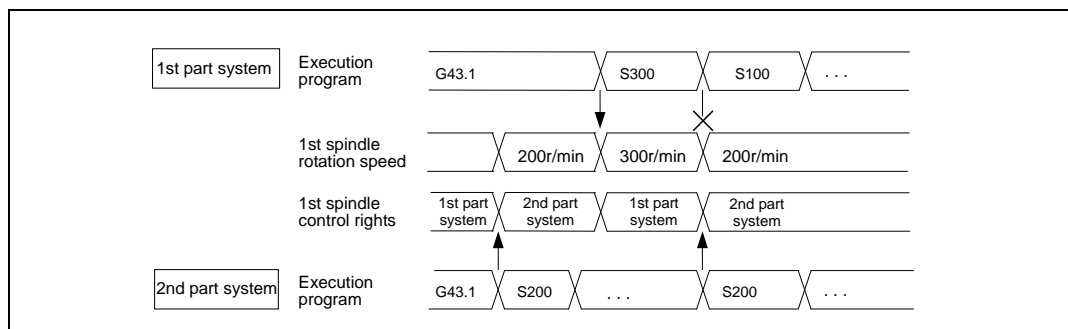 1st part system
Execution
program
G43.1
S300
S100
. . .
1st spindle
rotation speed
200r/min
300r/min
200r/min
1st spindle
control rights
1st part
system
2nd part
system
1st part
system
2nd part
system
2nd part system
Execution
program
G43.1
S200
. . .
S200
. . .